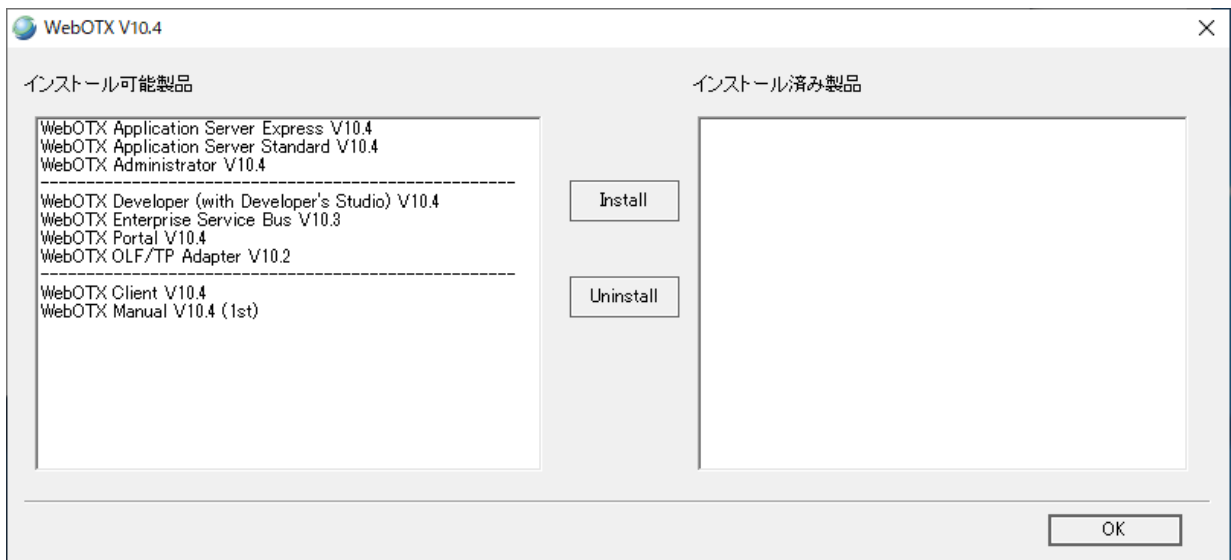 WebOTX V10.4
インストール可能製品
インストール済み製品
WebOTX Application Server Express V10.4
WebOTX Application Server Standard V10.4
WebOTX Administrator V10.4
----------------------------------------------------
WebOTX Developer (with Developer's Studio) V10.4
WebOTX Enterprise Service Bus V10.3
WebOTX Portal V10.4
WebOTX OLF/TP Adapter V10.2
----------------------------------------------------
WebOTX Client V10.4
WebOTX Manual V10.4 (1st)
Install
Uninstall
OK